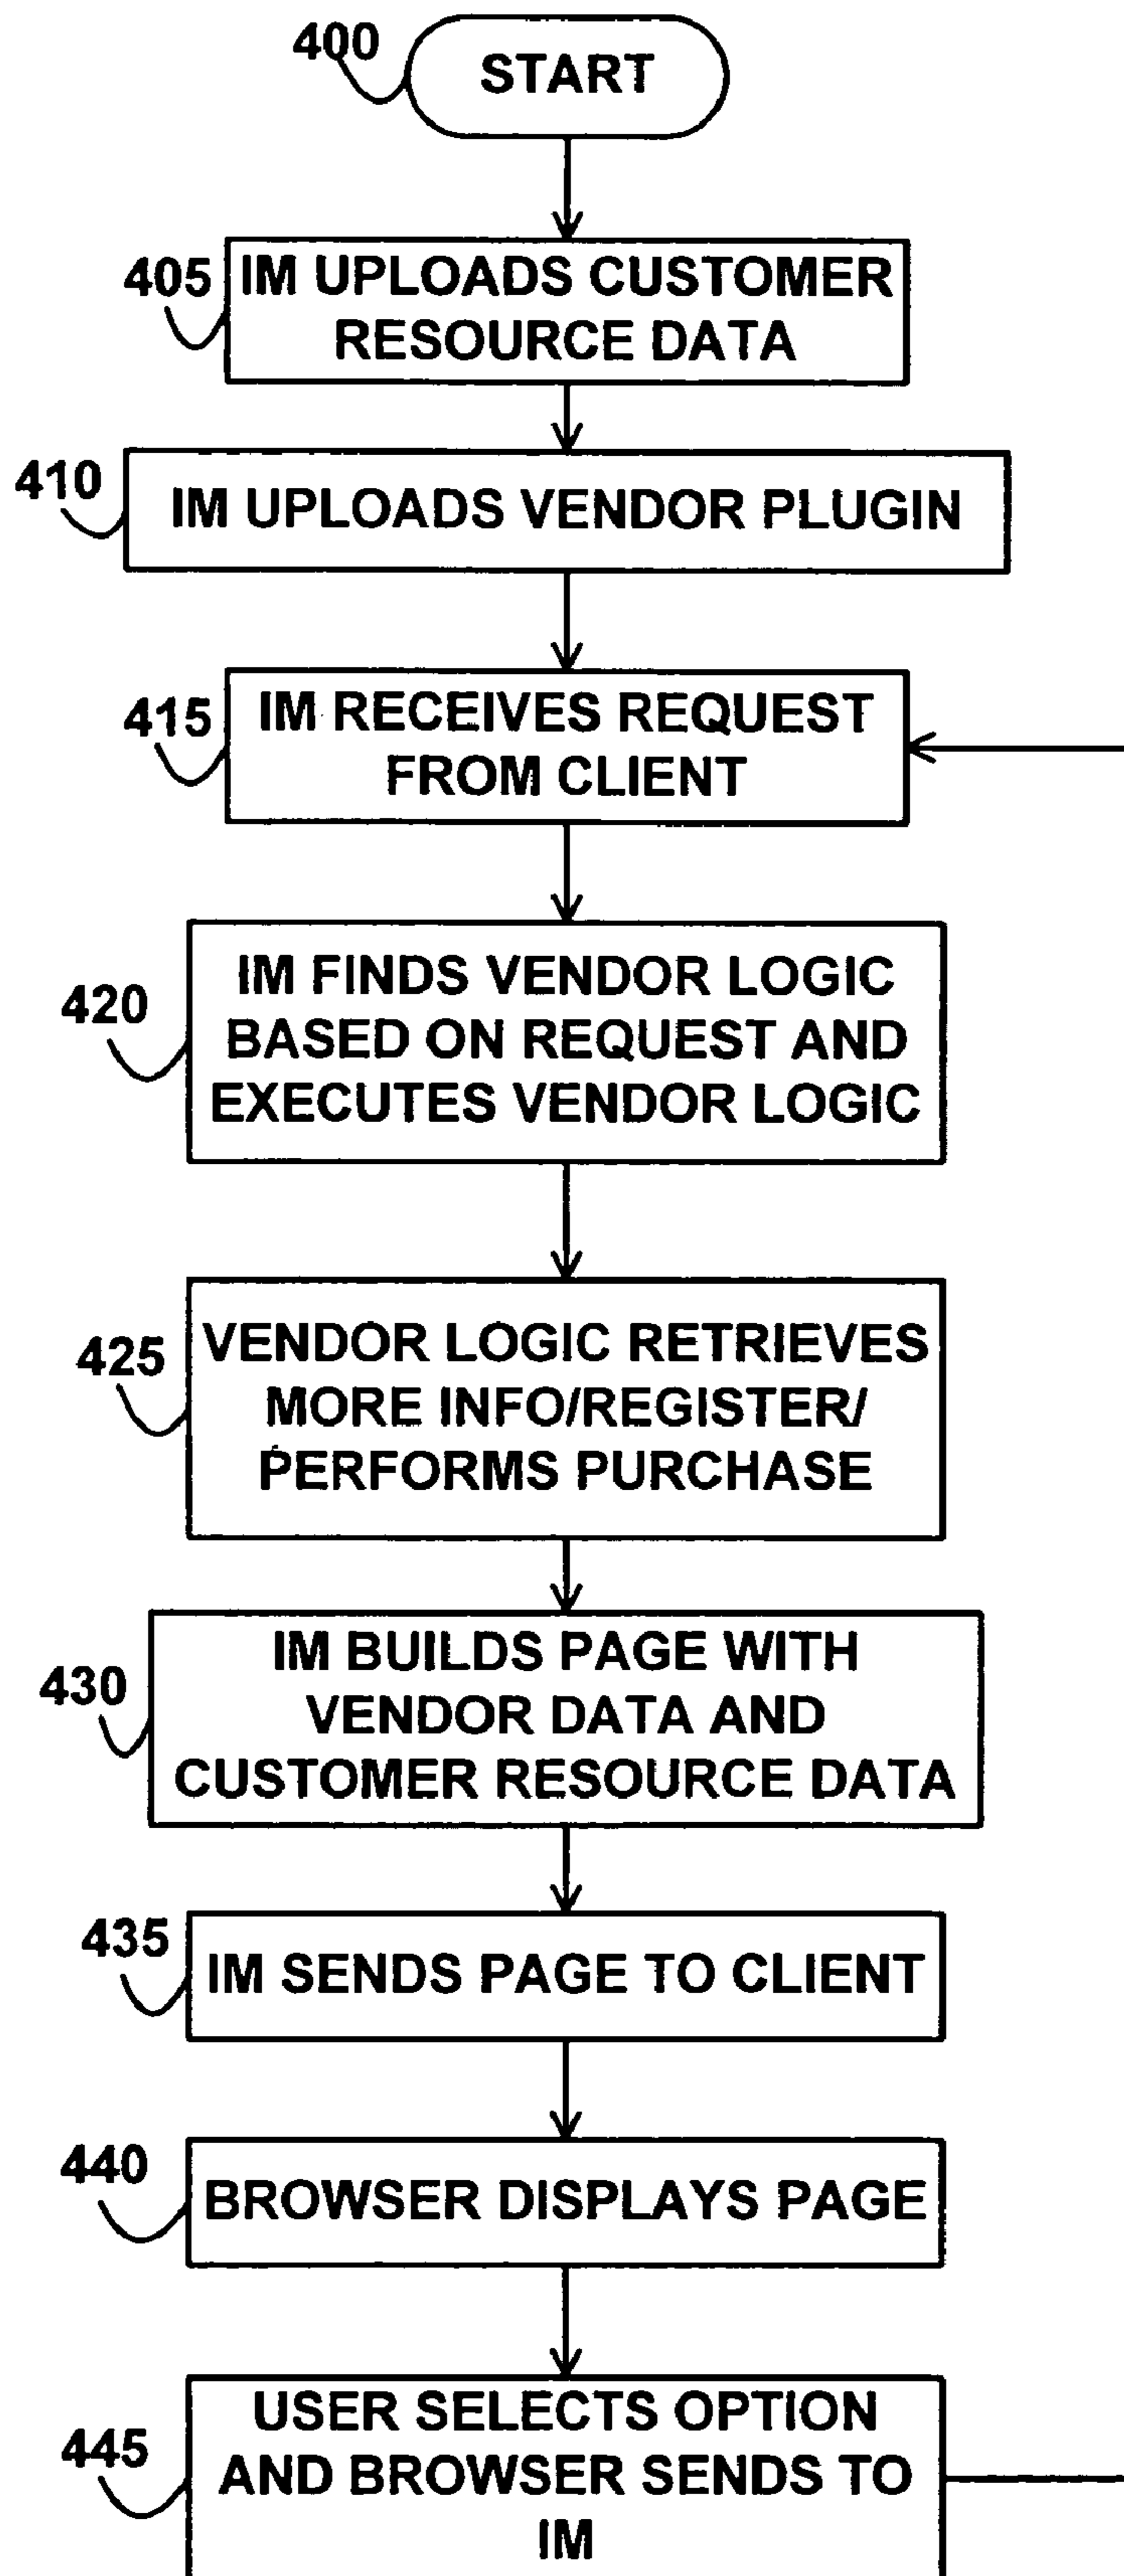 400
START
405
IM UPLOADS CUSTOMER
RESOURCE DATA
410
IM UPLOADS VENDOR PLUGIN
415
IM RECEIVES REQUEST
FROM CLIENT
420
IM FINDS VENDOR LOGIC
BASED ON REQUEST AND
EXECUTES VENDOR LOGIC
425
VENDOR LOGIC RETRIEVES
MORE INFO/REGISTER/
PERFORMS PURCHASE
430
IM BUILDS PAGE WITH
VENDOR DATA AND
CUSTOMER RESOURCE DATA
435
IM SENDS PAGE TO CLIENT
440
BROWSER DISPLAYS PAGE
445
USER SELECTS OPTION
AND BROWSER SENDS TO
IM